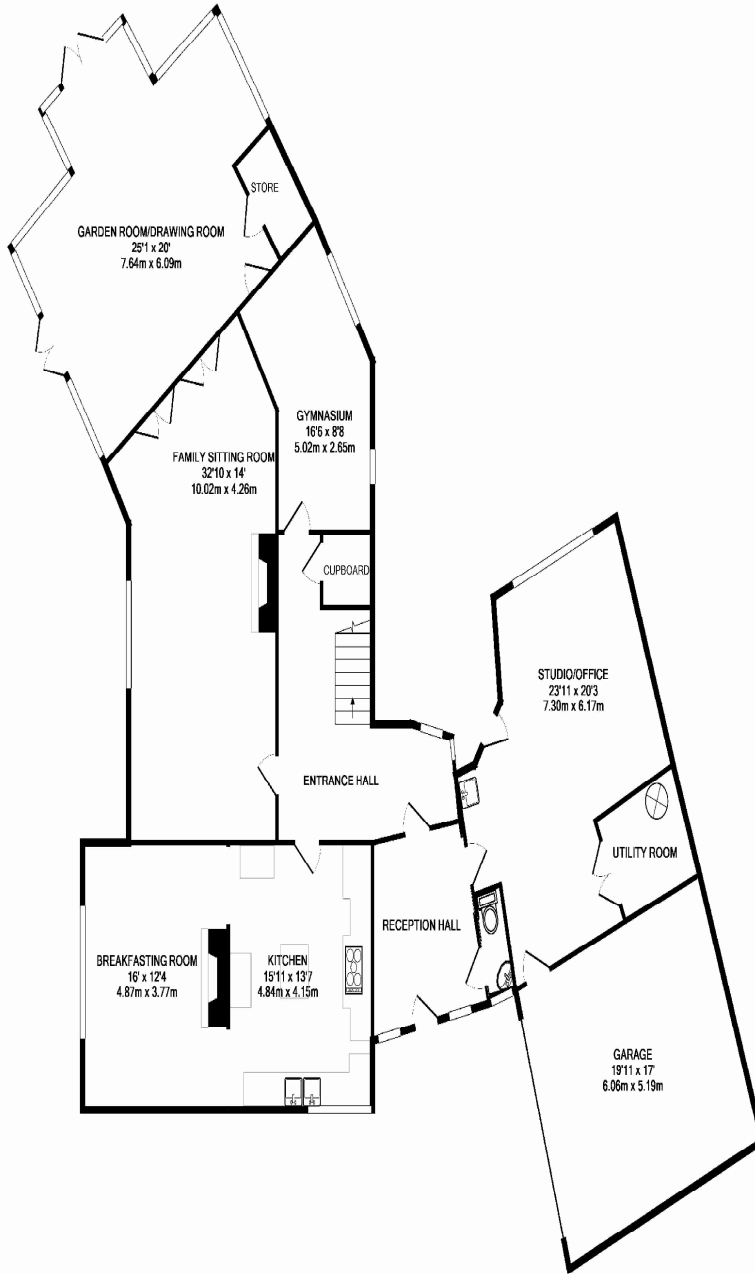 STORE
GARDEN ROOM/DRAWING ROOM
25'1 x 20'
7.64m x 6.09m
GYMNASIUM
16'6 x 8'8
5.02m x 2.65m
FAMILY SITTING ROOM
32'10 x 14'
10.02m x 4.26m
CUPBOARD
STUDIO/OFFICE
23'11 x 20'3
7.30m x 6.17m
ENTRANCE HALL
UTILITY ROOM
RECEPTION HALL
BREAKFASTING ROOM
16' x 12'4
4.87m x 3.77m
KITCHEN
15'11 x 13'7
4.84m x 4.15m
GARAGE
19'11 x 17'
6.06m x 5.19m